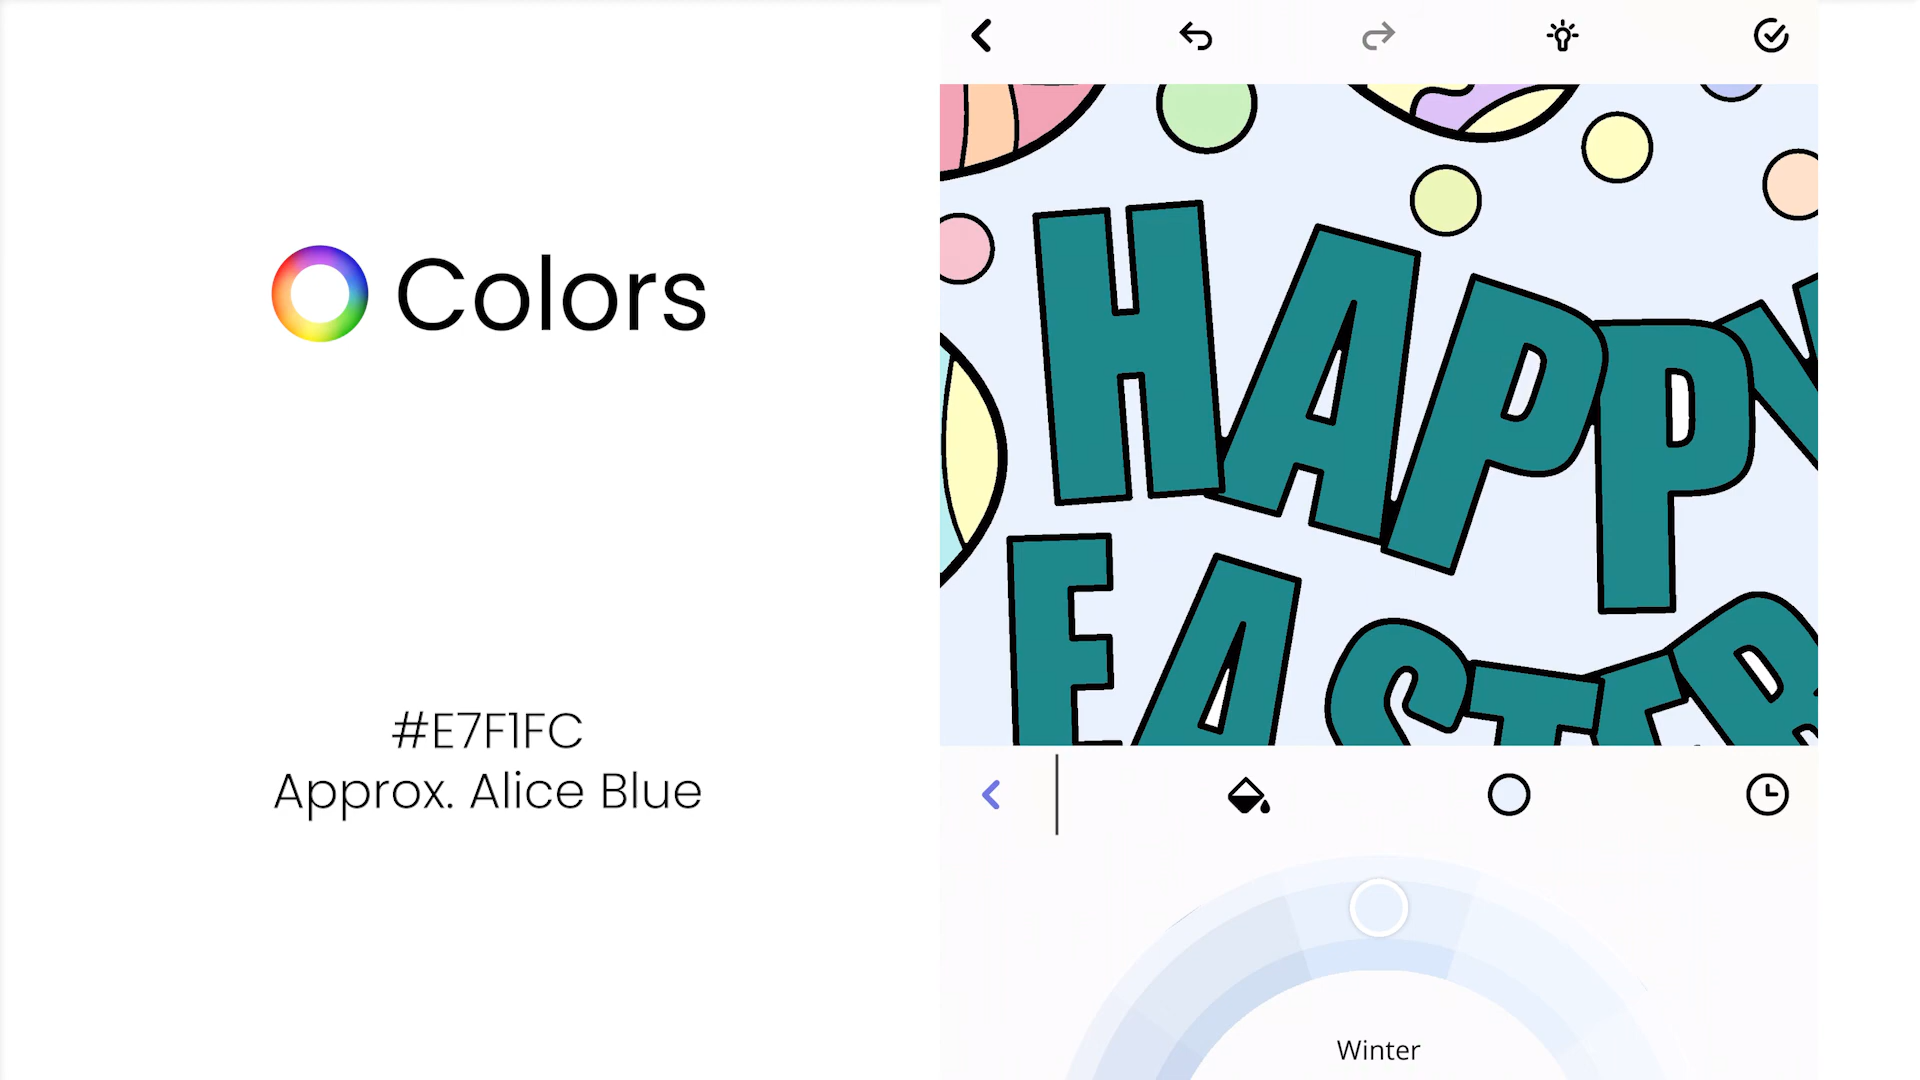 Colors
#E7F1FC
Approx. Alice Blue
HAPPY
EASTER
Winter